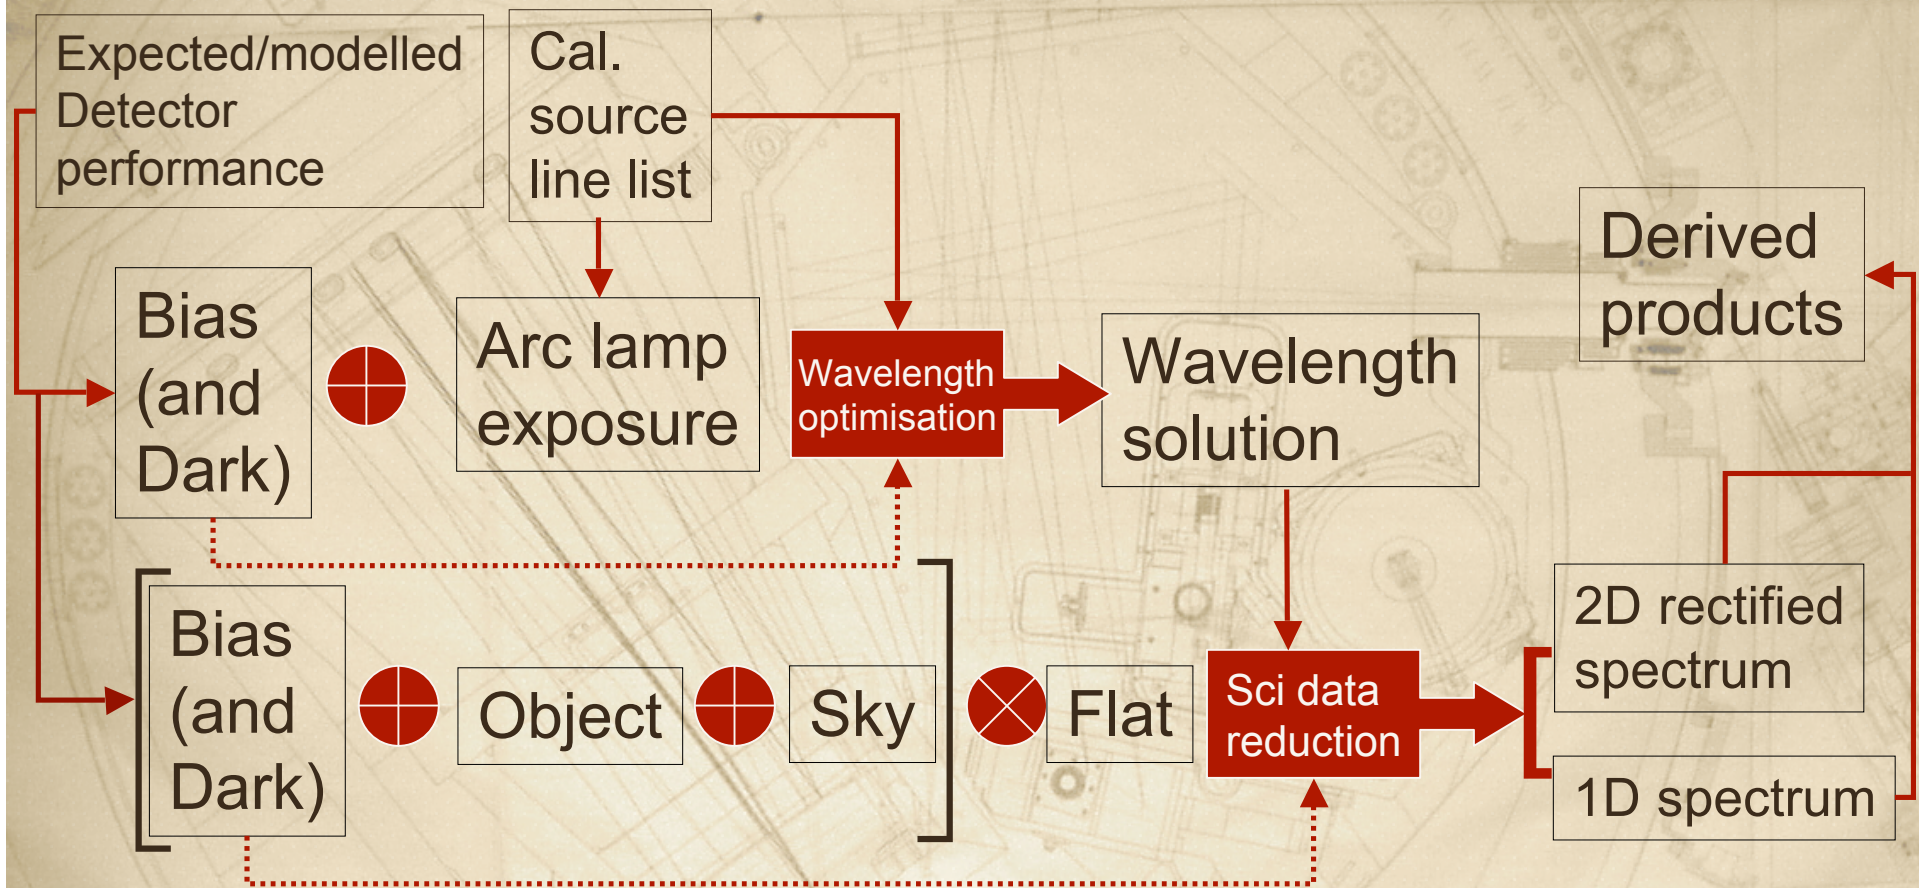 Expected/modelled
Detector
performance
Cal.
source
line list
Derived
products
Bias
(and
Dark)
Arc lamp
exposure
Wavelength
optimisation
Wavelength
solution
Bias
(and
Dark)
Object
Sky
Flat
Sci data
reduction
2D rectified
spectrum
1D spectrum